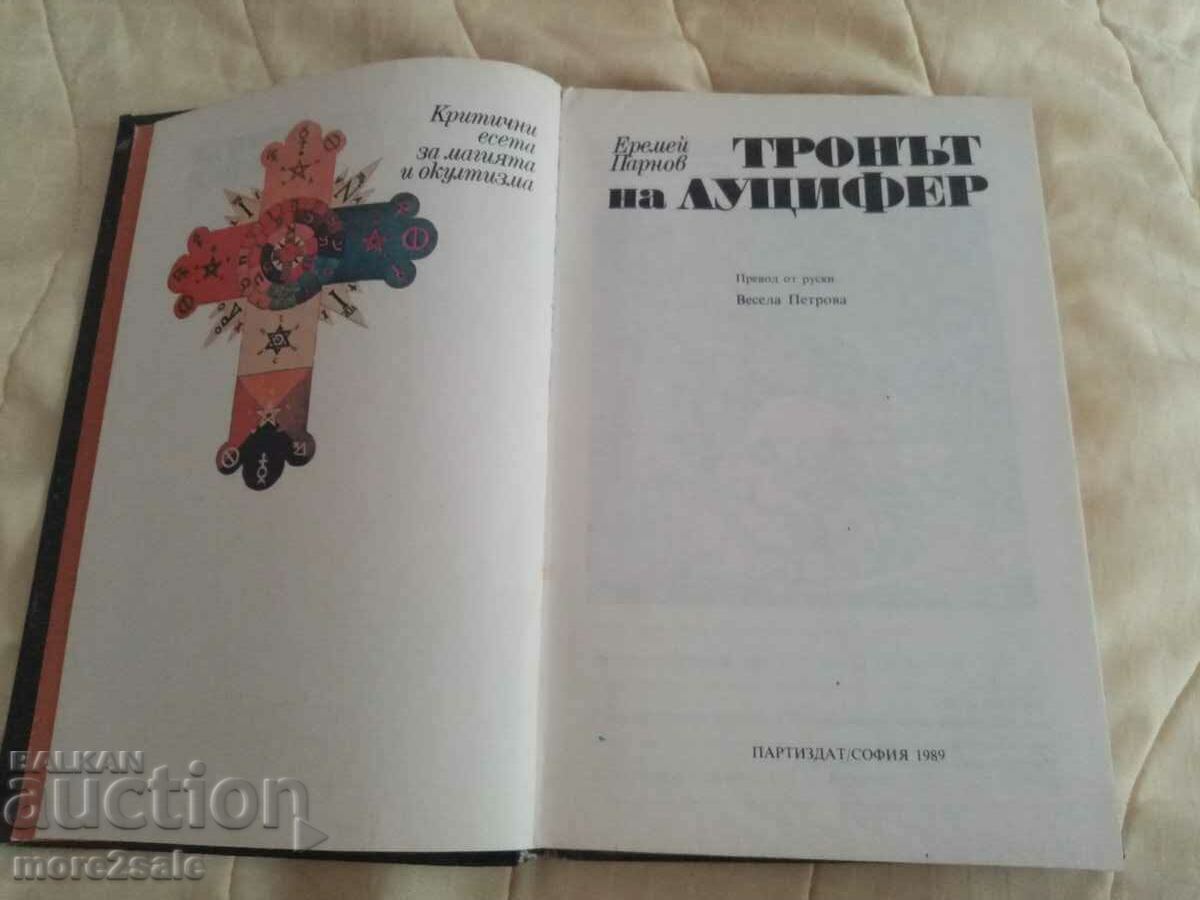 Критични
есета
за магията
и окултизма
Еремей
Парнов
ТРОНЪТ
на ЛУЦИФЕР
Превод от руски
Весела Петрова
ПАРТИЗДАТ/СОФИЯ 1989
BALKAN
auction
more2sale